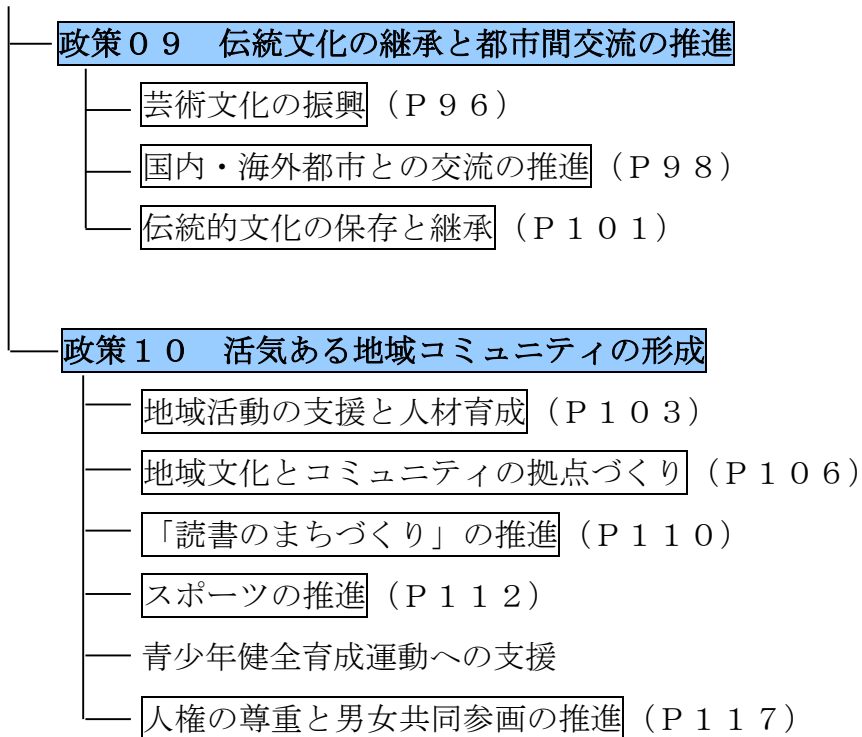 政策０９　伝統文化の継承と都市間交流の推進
芸術文化の振興（Ｐ９６）
国内・海外都市との交流の推進（Ｐ９８）
伝統的文化の保存と継承（Ｐ１０１）
政策１０　活気ある地域コミュニティの形成
地域活動の支援と人材育成（Ｐ１０３）
地域文化とコミュニティの拠点づくり（Ｐ１０６）
「読書のまちづくり」の推進（Ｐ１１０）
スポーツの推進（Ｐ１１２）
青少年健全育成運動への支援
人権の尊重と男女共同参画の推進（Ｐ１１７）